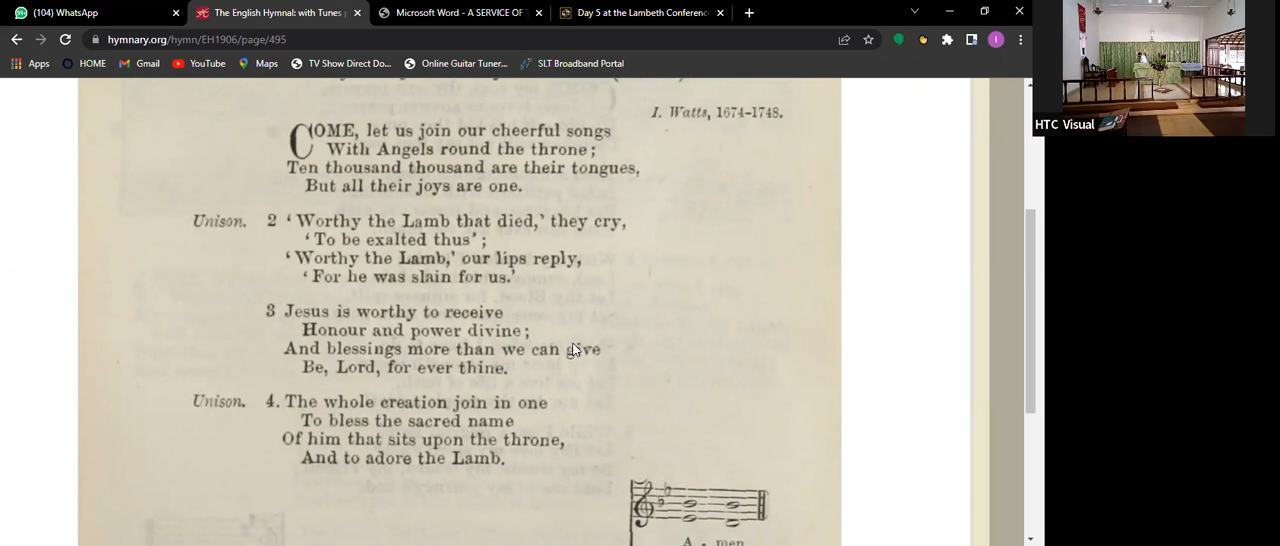 (104) WhatsApp
The English Hymnal: with Tunes
Microsoft Word - A SERVICE OF
Day 5 at the Lambeth Conference
hymnary.org/hymn/EH1906/page/495
Apps HOME Gmail YouTube Maps TV Show Direct Do... Online Guitar Tuner... SLT Broadband Portal
HTC Visual
I. Watts, 1674–1748.
COME, let us join our cheerful songs
With Angels round the throne;
Ten thousand thousand are their tongues,
But all their joys are one.
Unison. 2 ‘Worthy the Lamb that died,’ they cry,
‘To be exalted thus’;
‘Worthy the Lamb,’ our lips reply,
‘For he was slain for us.’
3 Jesus is worthy to receive
Honour and power divine;
And blessings more than we can give
Be, Lord, for ever thine.
Unison. 4. The whole creation join in one
To bless the sacred name
Of him that sits upon the throne,
And to adore the Lamb.
A - men